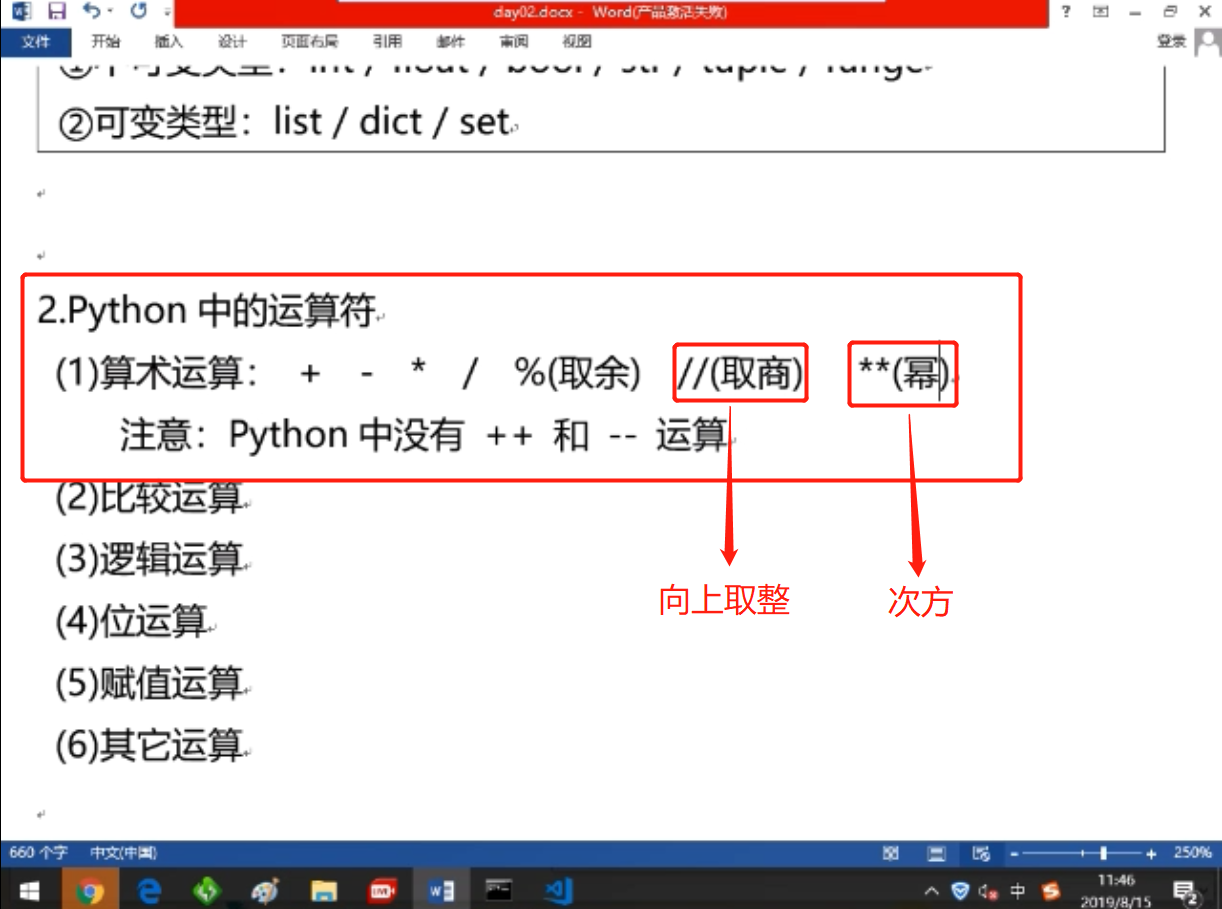 day02.docx - Word(产品激活失败)
文件 开始 插入 设计 页面布局 引用 邮件 审阅 视图 登录
①不可变类型：int / float / bool / str / tuple / range
②可变类型：list / dict / set
2.Python 中的运算符
(1)算术运算： + - * / %(取余) //(取商) **(幂)
注意：Python 中没有 ++ 和 -- 运算
(2)比较运算
(3)逻辑运算
向上取整 次方
(4)位运算
(5)赋值运算
(6)其它运算
660 个字 中文(中国) 250%
中 11:46
2019/8/15 2